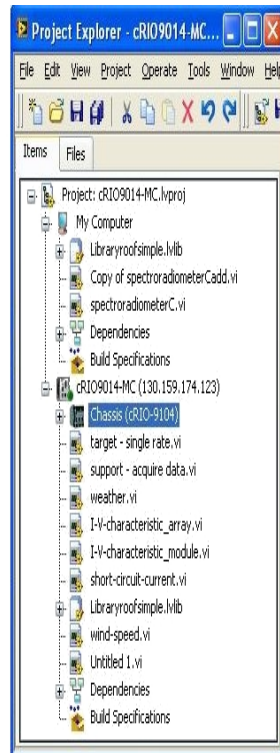 Project Explorer - cRIO9014-MC...
File Edit View Project Operate Tools Window Help
Items Files
Project: cRIO9014-MC.lvproj
My Computer
Libraryroofsimple.lvlib
Copy of spectroradiometerCadd.vi
spectroradiometerC.vi
Dependencies
Build Specifications
cRIO9014-MC (130.159.174.123)
Chassis (cRIO-9104)
target - single rate.vi
support - acquire data.vi
weather.vi
I-V-characteristic_array.vi
I-V-characteristic_module.vi
short-circuit-current.vi
Libraryroofsimple.lvlib
wind-speed.vi
Untitled 1.vi
Dependencies
Build Specifications